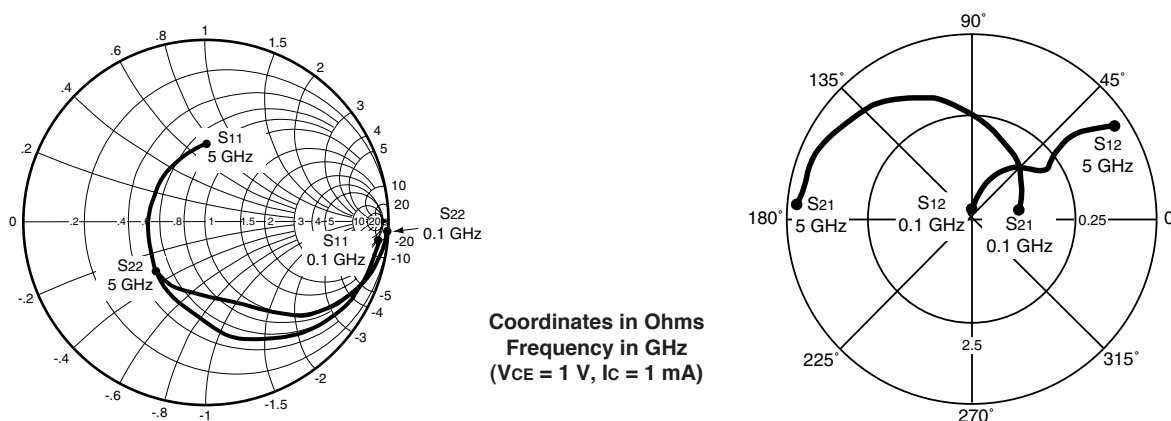 1
.8
1.5
.6
2
.4
3
4
.2
5
10
20
0
.2
.4
.6
.8
1
1.5
2
3
4
5
10
20
-20
-10
-5
-4
-.2
-3
-.4
-2
-.6
-1.5
-.8
-1
S11
5 GHz
S22
0.1 GHz
S11
0.1 GHz
S22
5 GHz
Coordinates in Ohms
Frequency in GHz
(VCE = 1 V, IC = 1 mA)
90˚
135˚
45˚
S12
5 GHz
180˚
S21
5 GHz
S12
0.1 GHz
S21
0.1 GHz
0.25
0
225˚
2.5
315˚
270˚